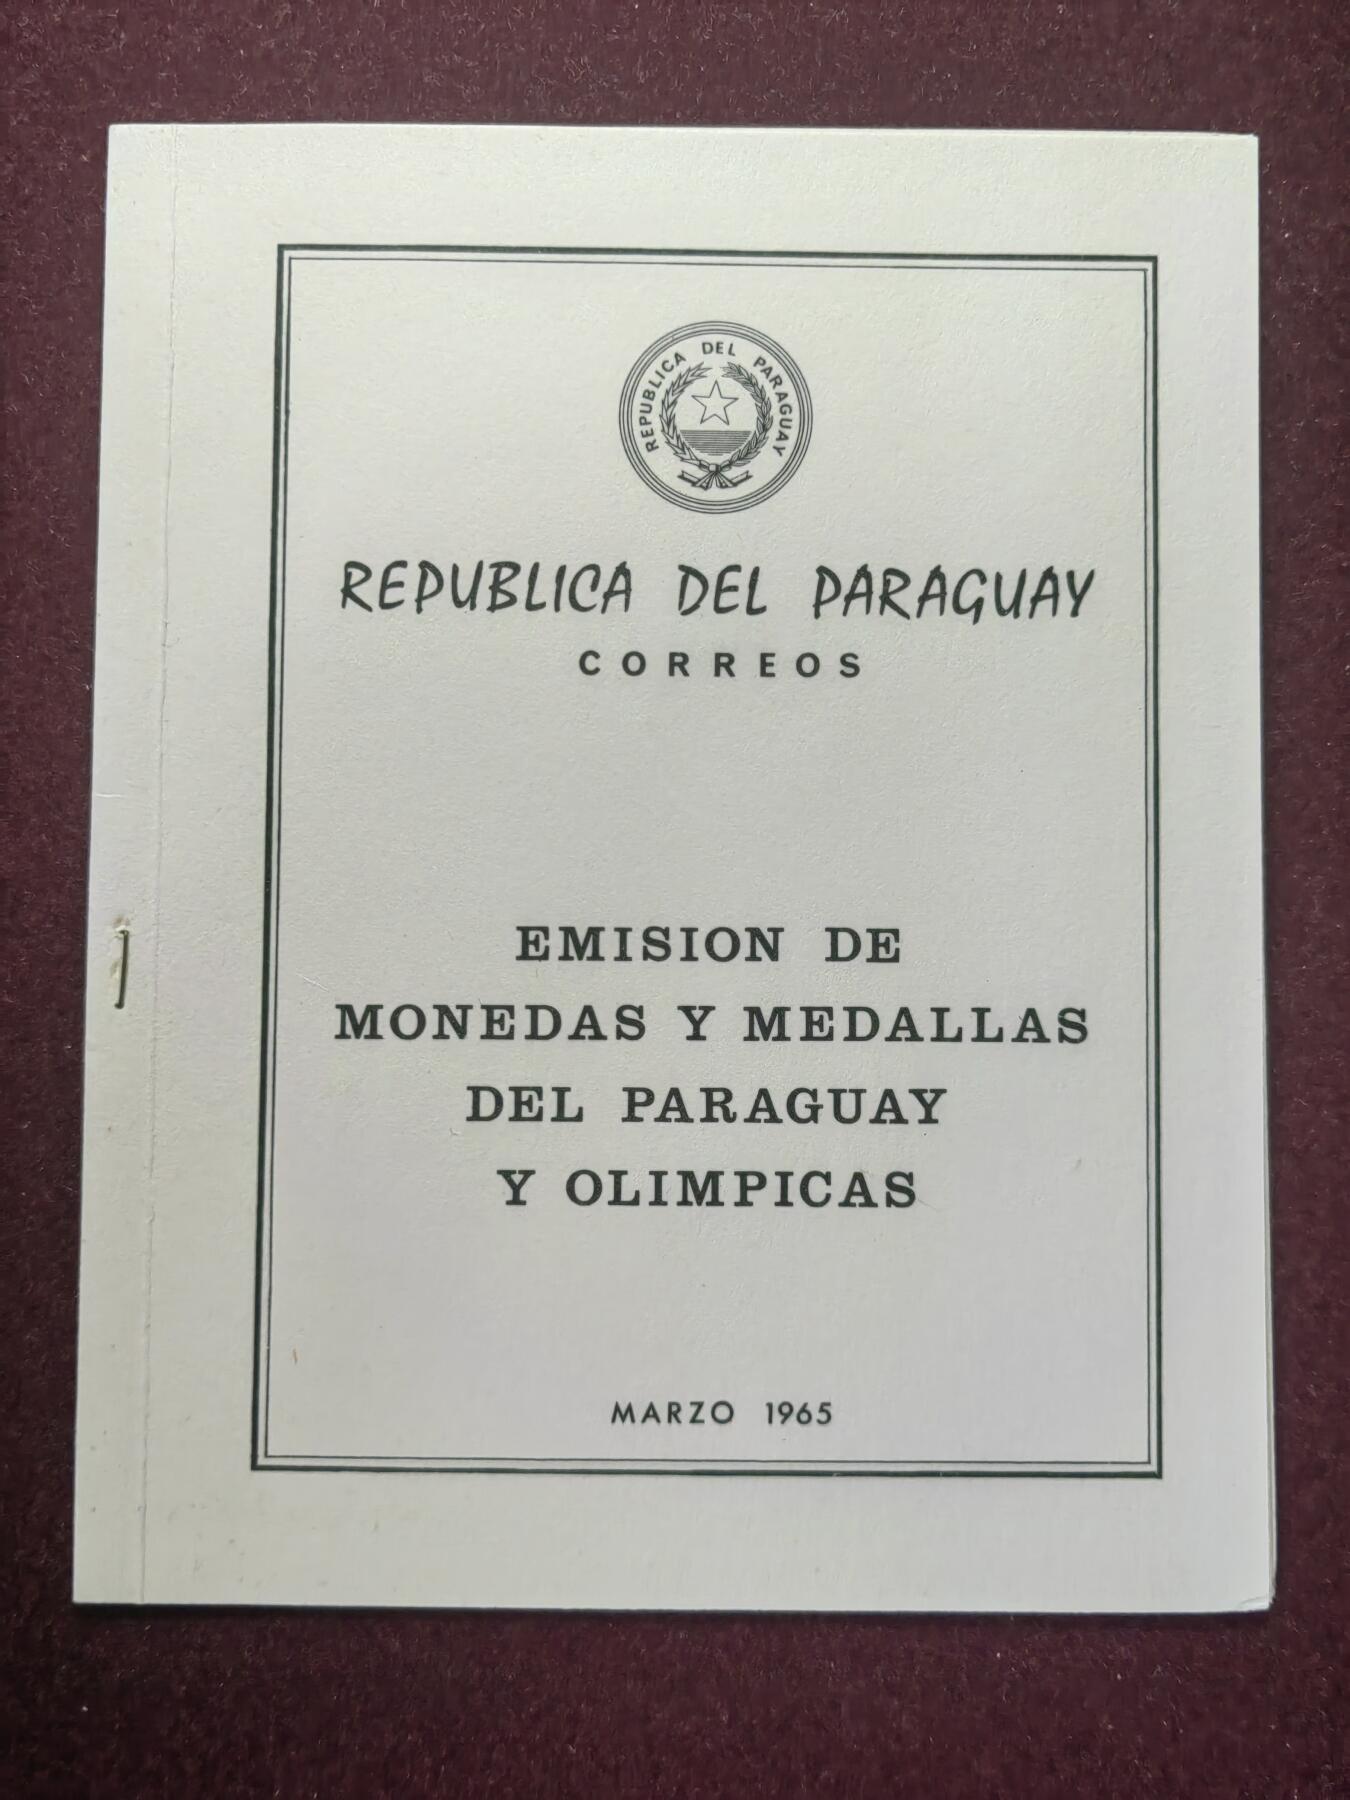 REPUBLICA DEL PARAGUAY
REPUBLICA DEL PARAGUAY
CORREOS
EMISION DE
MONEDAS Y MEDALLAS
DEL PARAGUAY
Y OLIMPICAS
MARZO 1965